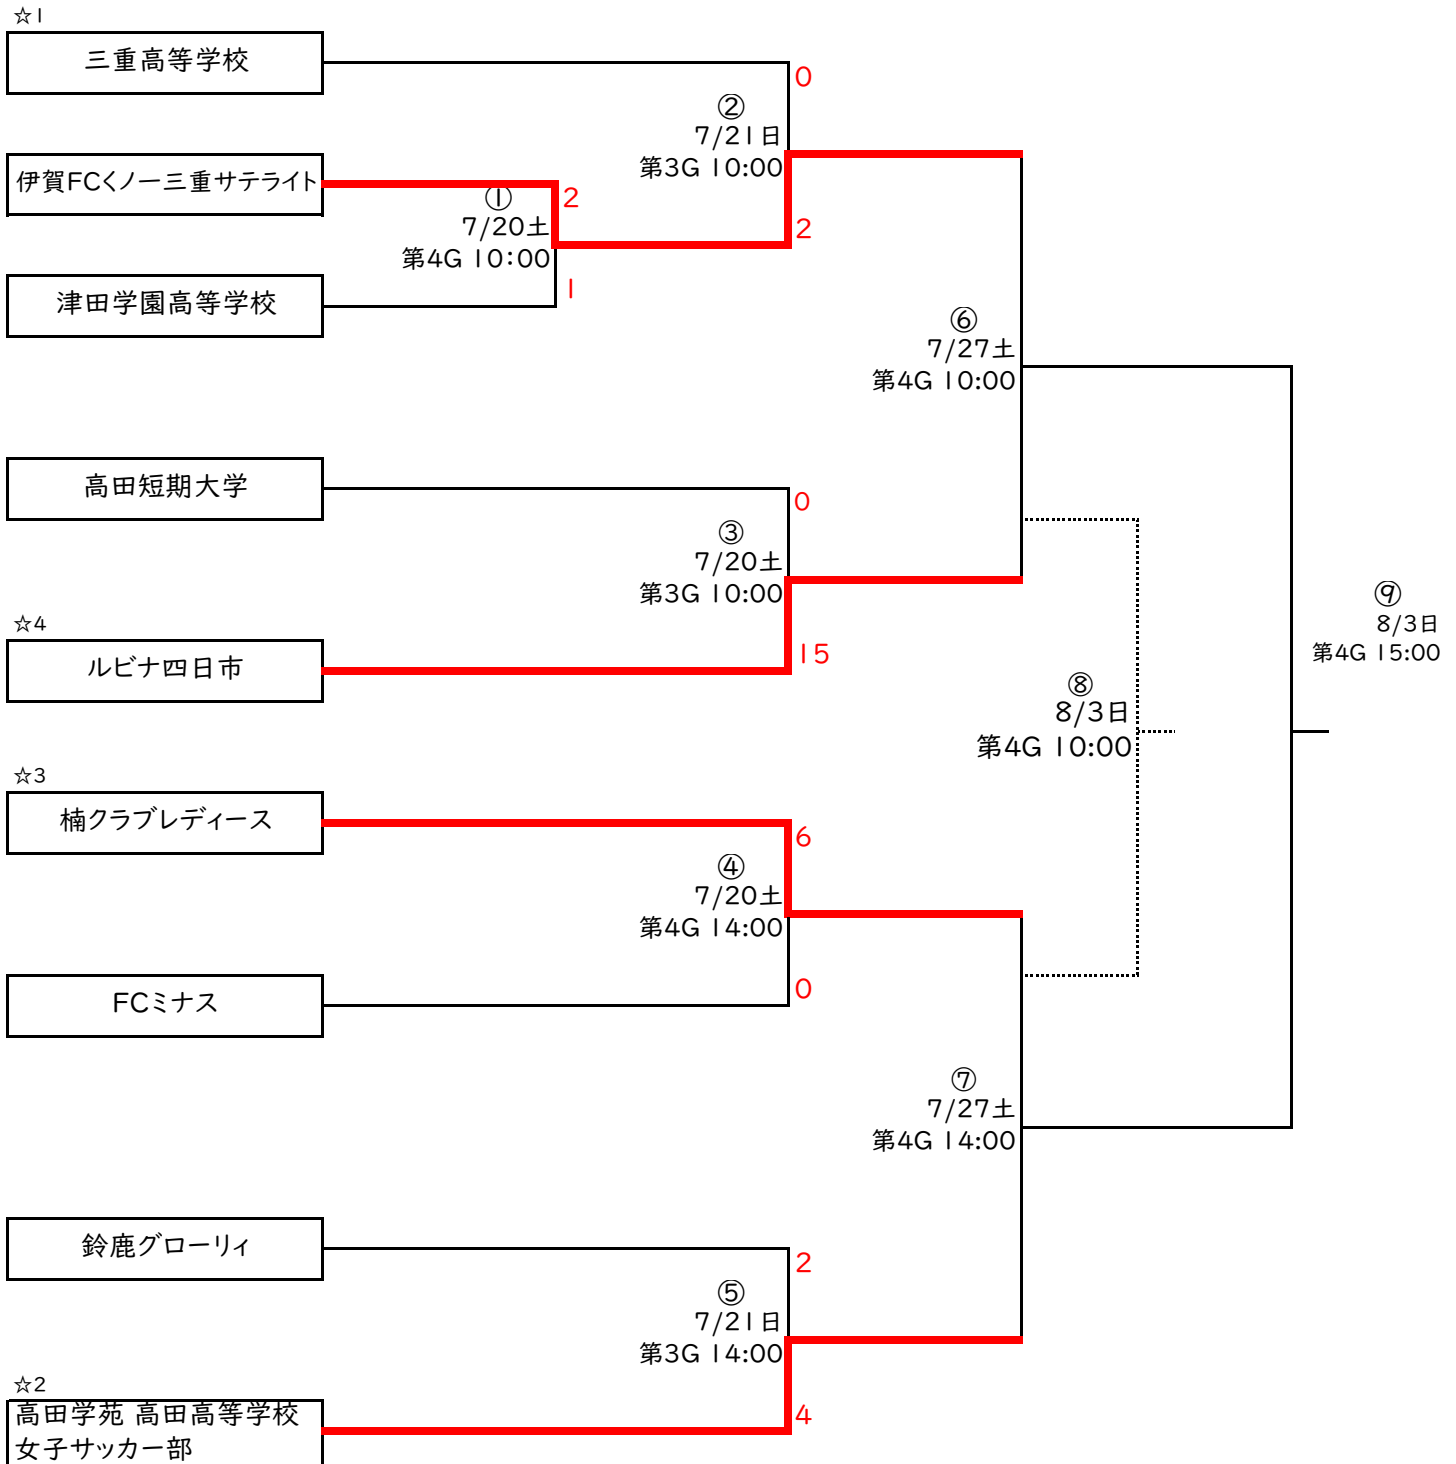 ☆1
三重高等学校
0
②
7/21日
第3G 10:00
伊賀FCくノ一三重サテライト
2
①
7/20土
第4G 10:00
2
1
津田学園高等学校
⑥
7/27土
第4G 10:00
高田短期大学
0
③
7/20土
第3G 10:00
⑨
8/3日
第4G 15:00
☆4
ルビナ四日市
15
⑧
8/3日
第4G 10:00
☆3
楠クラブレディース
6
④
7/20土
第4G 14:00
FCミナス
0
⑦
7/27土
第4G 14:00
鈴鹿グローリィ
2
⑤
7/21日
第3G 14:00
☆2
高田学苑 高田高等学校
女子サッカー部
4